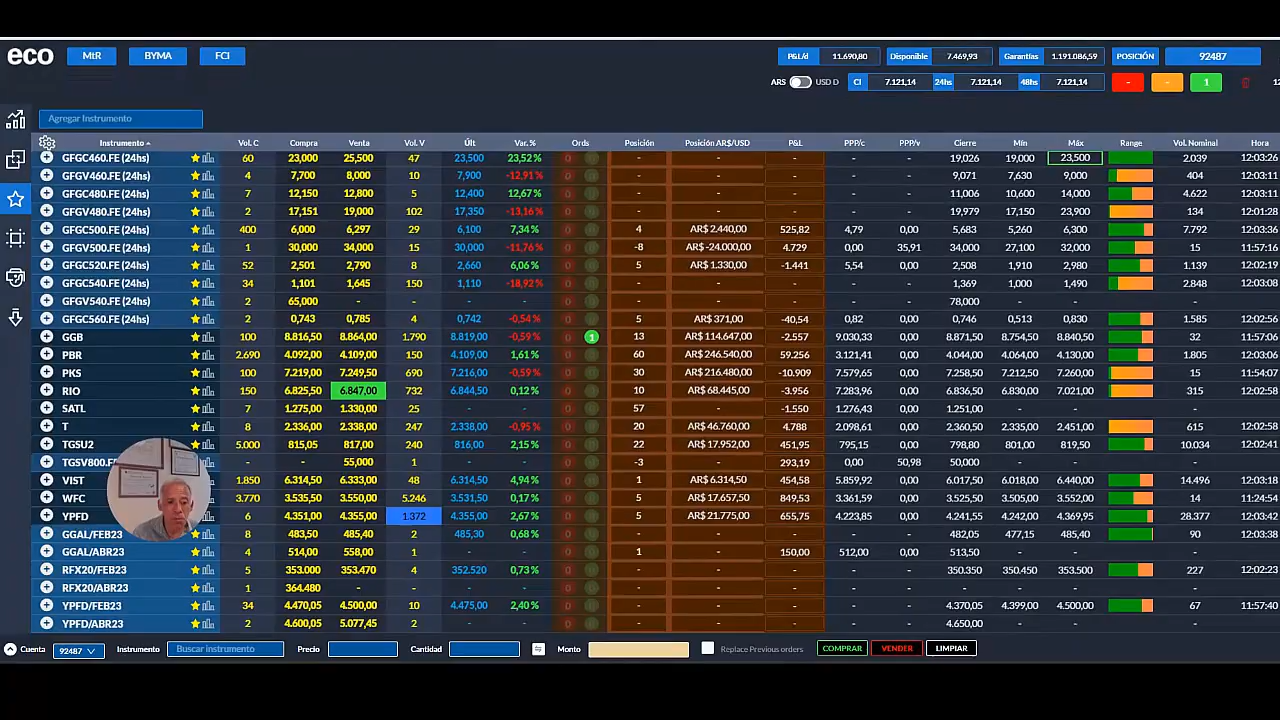 eco MtR BYMA FCI P&L/d 11.690,80 Disponible 7.469,93 Garantías 1.191.086,59 POSICIÓN 92487
ARS USD D CI 7.121,14 24hs 7.121,14 48hs 7.121,14 - - 1
Agregar Instrumento
Instrumento Vol. C Compra Venta Vol. V Últ Var. % Ords Posición Posición AR$/USD P&L PPP/c PPP/v Cierre Mín Máx Range Vol. Nominal Hora
GFGC460.FE (24hs) 60 23,000 25,500 47 23,500 23,52 % 0 0 - - - - - 19,026 19,000 23,500 2.039 12:03:26
GFGV460.FE (24hs) 4 7,700 8,000 10 7,900 -12,91 % 0 0 - - - - - 9,071 7,630 9,000 404 12:03:11
GFGC480.FE (24hs) 7 12,150 12,800 5 12,400 12,67 % 0 0 - - - - - 11,006 10,600 14,000 4.622 12:03:11
GFGV480.FE (24hs) 2 17,151 19,000 102 17,350 -13,16 % 0 0 - - - - - 19,979 17,150 23,900 134 12:01:28
GFGC500.FE (24hs) 400 6,000 6,297 29 6,100 7,34 % 0 0 4 AR$ 2.440,00 525,82 4,79 0,00 5,683 5,260 6,300 7.792 12:03:36
GFGV500.FE (24hs) 1 30,000 34,000 15 30,000 -11,76 % 0 0 -8 AR$ -24.000,00 4.729 0,00 35,91 34,000 27,100 32,000 15 11:57:16
GFGC520.FE (24hs) 52 2,501 2,790 8 2,660 6,06 % 0 0 5 AR$ 1.330,00 -1.441 5,54 0,00 2,508 1,910 2,980 1.139 12:02:19
GFGC540.FE (24hs) 34 1,101 1,645 150 1,110 -18,92 % 0 0 - - - - - 1,369 1,000 1,490 2.848 12:03:08
GFGV540.FE (24hs) 2 65,000 - - - - 0 0 - - - - - 78,000 - - - -
GFGC560.FE (24hs) 2 0,743 0,785 4 0,742 -0,54 % 0 0 5 AR$ 371,00 -40,54 0,82 0,00 0,746 0,513 0,830 1.585 12:02:56
GGB 100 8.816,50 8.864,00 1.790 8.819,00 -0,59 % 0 1 13 AR$ 114.647,00 -2.557 9.030,33 0,00 8.871,50 8.754,50 8.840,50 32 11:57:06
PBR 2.690 4.092,00 4.109,00 150 4.109,00 1,61 % 0 0 60 AR$ 246.540,00 59.256 3.121,41 0,00 4.044,00 4.064,00 4.130,00 1.805 12:03:06
PKS 100 7.219,00 7.249,50 690 7.216,00 -0,59 % 0 0 30 AR$ 216.480,00 -10.909 7.579,65 0,00 7.258,50 7.212,50 7.260,00 15 11:54:07
RIO 150 6.825,50 6.847,00 732 6.844,50 0,12 % 0 0 10 AR$ 68.445,00 -3.956 7.283,96 0,00 6.836,50 6.830,00 7.021,00 315 12:02:58
SATL 7 1.275,00 1.330,00 25 - - 0 0 57 - -1.550 1.276,43 0,00 1.251,00 - - - -
T 8 2.336,00 2.338,00 247 2.338,00 -0,95 % 0 0 20 AR$ 46.760,00 4.788 2.098,61 0,00 2.360,50 2.335,00 2.451,00 615 12:02:58
TGSU2 5.000 815,05 817,00 240 816,00 2,15 % 0 0 22 AR$ 17.952,00 451,95 795,15 0,00 798,80 801,00 819,50 10.034 12:02:41
TGSV800.F - - 55,000 1 - - 0 0 -3 - 293,19 0,00 50,98 50,000 - - - -
VIST 1.850 6.314,50 6.333,00 48 6.314,50 4,94 % 0 0 1 AR$ 6.314,50 454,58 5.859,92 0,00 6.017,50 6.018,00 6.440,00 14.496 12:03:18
WFC 3.770 3.535,50 3.550,00 5.246 3.531,50 0,17 % 0 0 5 AR$ 17.657,50 849,53 3.361,59 0,00 3.525,50 3.505,00 3.552,00 14 11:24:54
YPFD 6 4.351,00 4.355,00 1.372 4.355,00 2,67 % 0 0 5 AR$ 21.775,00 655,75 4.223,85 0,00 4.241,55 4.242,00 4.369,95 28.377 12:03:42
GGAL/FEB23 8 483,50 485,40 2 485,30 0,68 % 0 0 - - - - - 482,05 477,15 485,40 90 12:03:38
GGAL/ABR23 4 514,00 558,00 1 - - 0 0 1 - 150,00 512,00 0,00 513,50 - - - -
RFX20/FEB23 5 353.000 353.470 4 352.520 0,73 % 0 0 - - - - - 350.350 350.450 353.500 227 12:02:23
RFX20/ABR23 1 364.480 - - - - 0 0 - - - - - - - - - -
YPFD/FEB23 34 4.470,05 4.500,00 10 4.475,00 2,40 % 0 0 - - - - - 4.370,05 4.399,00 4.500,00 67 11:57:40
YPFD/ABR23 2 4.600,05 5.077,45 2 - - 0 0 - - - - - 4.650,00 - - - -
Cuenta 92487 Instrumento Buscar instrumento Precio Cantidad Monto Replace Previous orders COMPRAR VENDER LIMPIAR